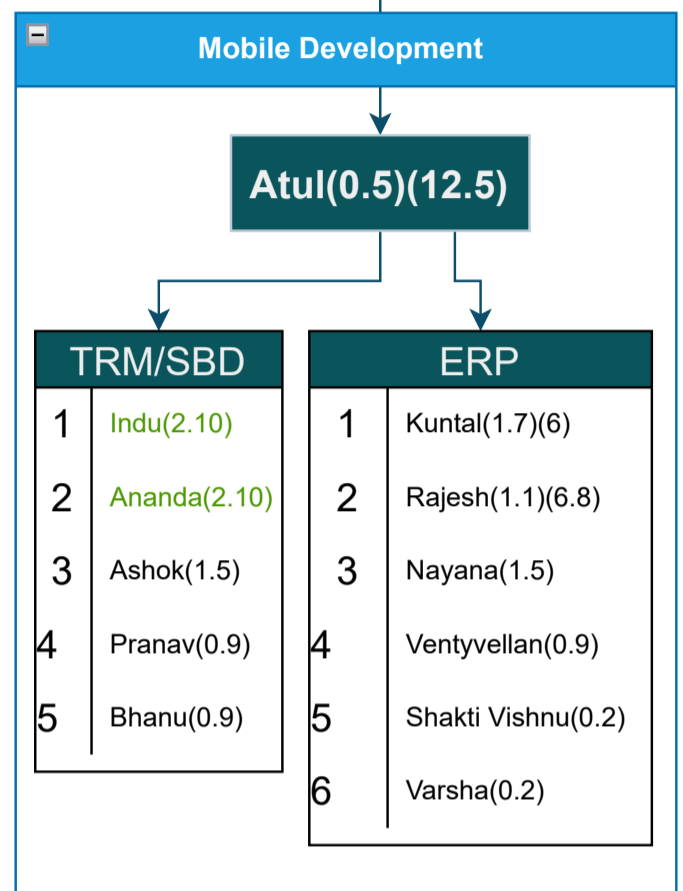 Mobile Development
Atul(0.5)(12.5)
TRM/SBD
1 Indu(2.10)
2 Ananda(2.10)
3 Ashok(1.5)
4 Pranav(0.9)
5 Bhanu(0.9)
ERP
1 Kuntal(1.7)(6)
2 Rajesh(1.1)(6.8)
3 Nayana(1.5)
4 Ventyvellan(0.9)
5 Shakti Vishnu(0.2)
6 Varsha(0.2)